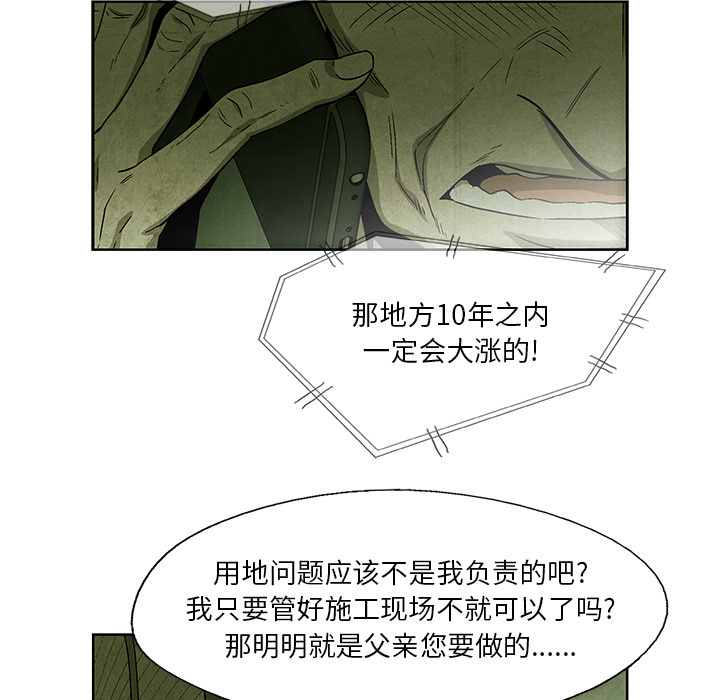 那地方10年之内
一定会大涨的!
用地问题应该不是我负责的吧?
我只要管好施工现场不就可以了吗?
那明明就是父亲您要做的......